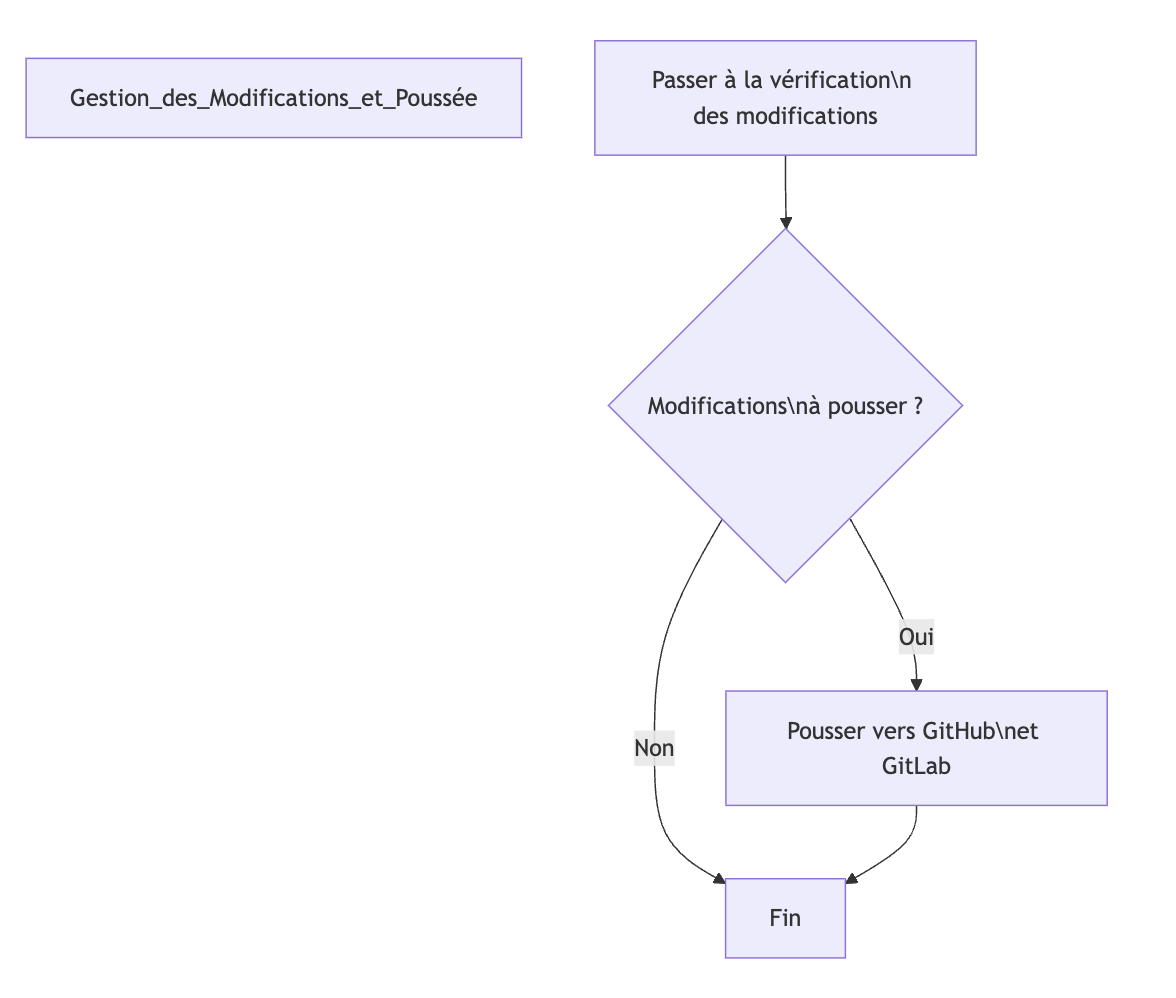 Gestion_des_Modifications_et_Poussée
Passer à la vérification\n
des modifications
Modifications\nà pousser ?
Oui
Non
Pousser vers GitHub\net
GitLab
Fin